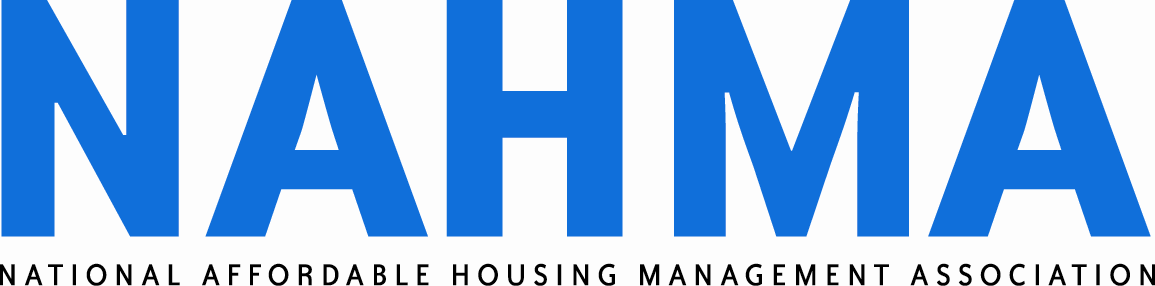 NAHMA
NATIONAL AFFORDABLE HOUSING MANAGEMENT ASSOCIATION